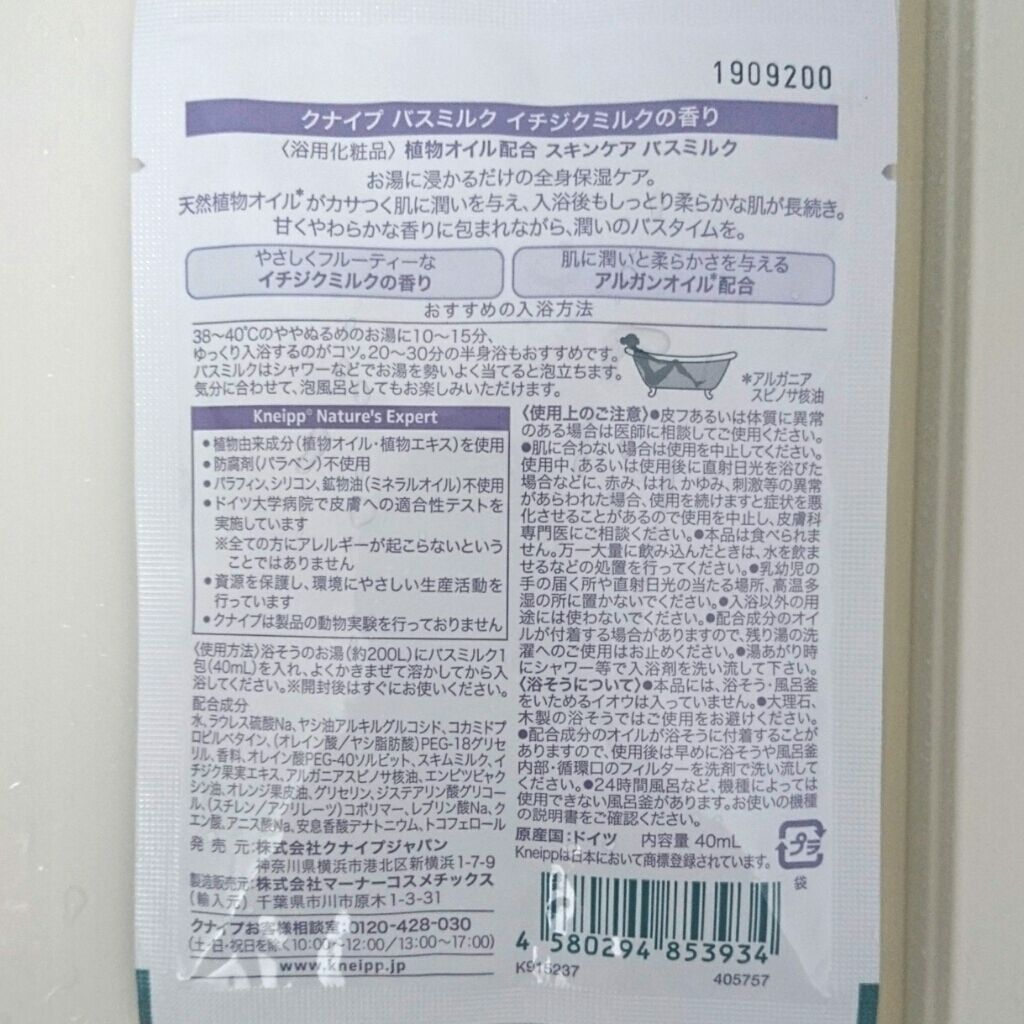 1909200
クナイプ バスミルク イチジクミルクの香り
〈浴用化粧品〉 植物オイル配合 スキンケア バスミルク
お湯に浸かるだけの全身保湿ケア。
天然植物オイル*がカサつく肌に潤いを与え、入浴後もしっとり柔らかな肌が長続き。
甘くやわらかな香りに包まれながら、潤いのバスタイムを。
やさしくフルーティーな
イチジクミルクの香り
肌に潤いと柔らかさを与える
アルガンオイル*配合
おすすめの入浴方法
38〜40℃のややぬるめのお湯に10〜15分、
ゆっくり入浴するのがコツ。20〜30分の半身浴もおすすめです。
バスミルクはシャワーなどでお湯を勢いよく当てると泡立ちます。
気分に合わせて、泡風呂としてもお楽しみいただけます。
*アルガニア
スピノサ核油
Kneipp® Nature's Expert
●植物由来成分(植物オイル・植物エキス)を使用
●防腐剤(パラベン)不使用
●パラフィン、シリコン、鉱物油(ミネラルオイル)不使用
●ドイツ大学病院で皮膚への適合性テストを
実施しています
※全ての方にアレルギーが起こらないという
ことではありません
●資源を保護し、環境にやさしい生産活動を
行っています
●クナイプは製品の動物実験を行っておりません
〈使用方法〉浴そうのお湯(約200L)にバスミルク1
包(40mL)を入れ、よくかきまぜて溶かしてから入
浴してください。※開封後はすぐにお使いください。
配合成分
水、ラウレス硫酸Na、ヤシ油アルキルグルコシド、コカミドプ
ロピルベタイン、(オレイン酸/ヤシ脂肪酸)PEG-18グリセ
リル、香料、オレイン酸PEG-40ソルビット、スキムミルク、イ
チジク果実エキス、アルガニアスピノサ核油、エンピツビャク
シン油、オレンジ果皮油、グリセリン、ジステアリン酸グリコー
ル、(スチレン/アクリレーツ)コポリマー、レブリン酸Na、ク
エン酸、アニス酸Na、安息香酸デナトニウム、トコフェロール
発売元:株式会社クナイプジャパン
神奈川県横浜市港北区新横浜1-7-9
製造販売元:株式会社マーナーコスメチックス
(輸入元) 千葉県市川市原木1-3-31
クナイプお客様相談室:0120-428-030
(土・日・祝日を除く10:00〜12:00/13:00〜17:00)
www.kneipp.jp
〈使用上のご注意〉●皮フあるいは体質に異常
のある場合は医師に相談してご使用ください。
●肌に合わない場合は使用を中止してください。
使用中、あるいは使用後に直射日光を浴びた
場合などに、赤み、はれ、かゆみ、刺激等の異常
があらわれた場合、使用を続けますと症状を悪
化させることがあるので使用を中止し、皮膚科
専門医にご相談ください。●本品は食べられま
せん。万一大量に飲み込んだときは、水を飲ま
せるなどの処置を行ってください。●乳幼児の
手の届く所や直射日光の当たる場所、高温多
湿の所に置かないでください。●入浴以外の用
途には使わないでください。●配合成分のオイ
ルが付着する場合がありますので、残り湯の洗
濯へのご使用はお止めください。●湯あがり時
にシャワー等で入浴剤を洗い流して下さい。
〈浴そうについて〉●本品には、浴そう・風呂釜
をいためるイオウは入っていません。●大理石、
木製の浴そうではご使用をお避けください。
●配合成分のオイルが浴そうに付着することが
ありますので、使用後は早めに浴そうや風呂釜
内部・循環口のフィルターを洗剤で洗い流して
ください。●24時間風呂など、機種によっては
使用できない風呂釜があります。お使いの機種
の説明書をご確認ください。
原産国:ドイツ 内容量 40mL
Kneippは日本において商標登録されています。
プラ
袋
4 580294 853934
K915237
405757